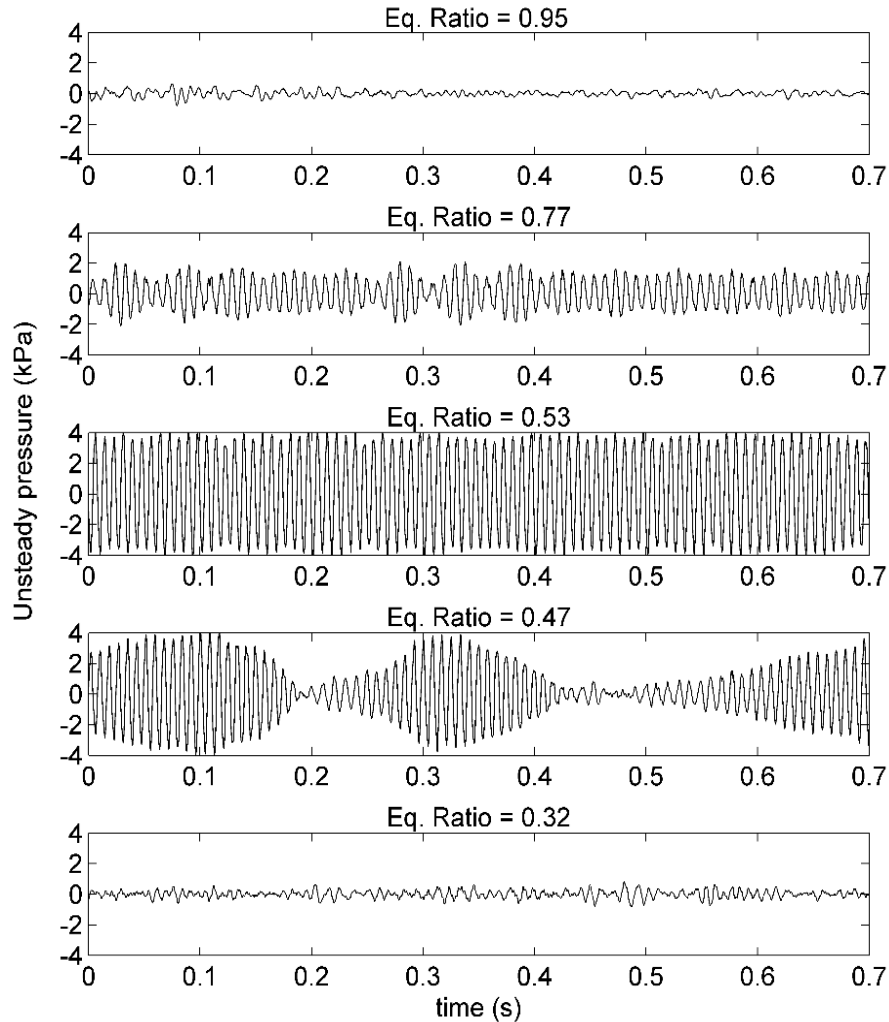 Eq. Ratio = 0.95
4
2
0
-2
-4
0 0.1 0.2 0.3 0.4 0.5 0.6 0.7
Eq. Ratio = 0.77
4
2
0
-2
-4
0 0.1 0.2 0.3 0.4 0.5 0.6 0.7
Eq. Ratio = 0.53
4
2
0
-2
-4
0 0.1 0.2 0.3 0.4 0.5 0.6 0.7
Eq. Ratio = 0.47
4
2
0
-2
-4
0 0.1 0.2 0.3 0.4 0.5 0.6 0.7
Eq. Ratio = 0.32
4
2
0
-2
-4
0 0.1 0.2 0.3 0.4 0.5 0.6 0.7
time (s)
Unsteady pressure (kPa)